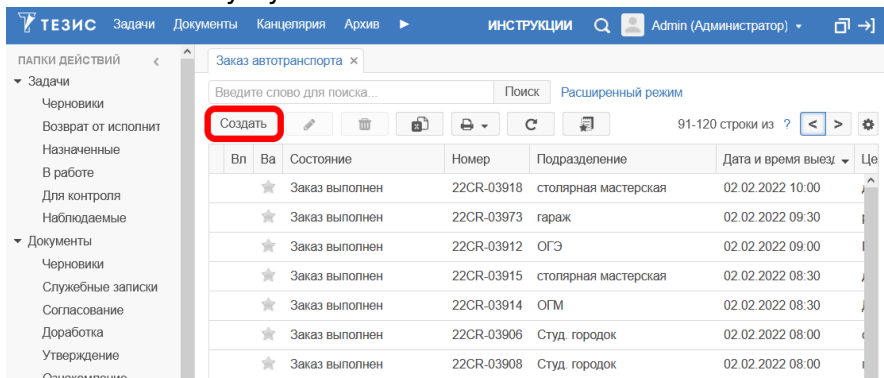 ТЕЗИС Задачи Документы Канцелярия Архив ИНСТРУКЦИИ Admin (Администратор)
ПАПКИ ДЕЙСТВИЙ
Задачи
Черновики
Возврат от исполнит
Назначенные
В работе
Для контроля
Наблюдаемые
Документы
Черновики
Служебные записки
Согласование
Доработка
Утверждение
Заказ автотранспорта ×
Введите слово для поиска... Поиск Расширенный режим
Создать 91-120 строки из ? < >
Вл Ва Состояние Номер Подразделение Дата и время выез Це
Заказ выполнен 22CR-03918 столярная мастерская 02.02.2022 10:00
Заказ выполнен 22CR-03973 гараж 02.02.2022 09:30
Заказ выполнен 22CR-03912 ОГЭ 02.02.2022 09:00
Заказ выполнен 22CR-03915 столярная мастерская 02.02.2022 08:30
Заказ выполнен 22CR-03914 ОГМ 02.02.2022 08:30
Заказ выполнен 22CR-03906 Студ. городок 02.02.2022 08:00
Заказ выполнен 22CR-03908 Студ. городок 02.02.2022 08:00